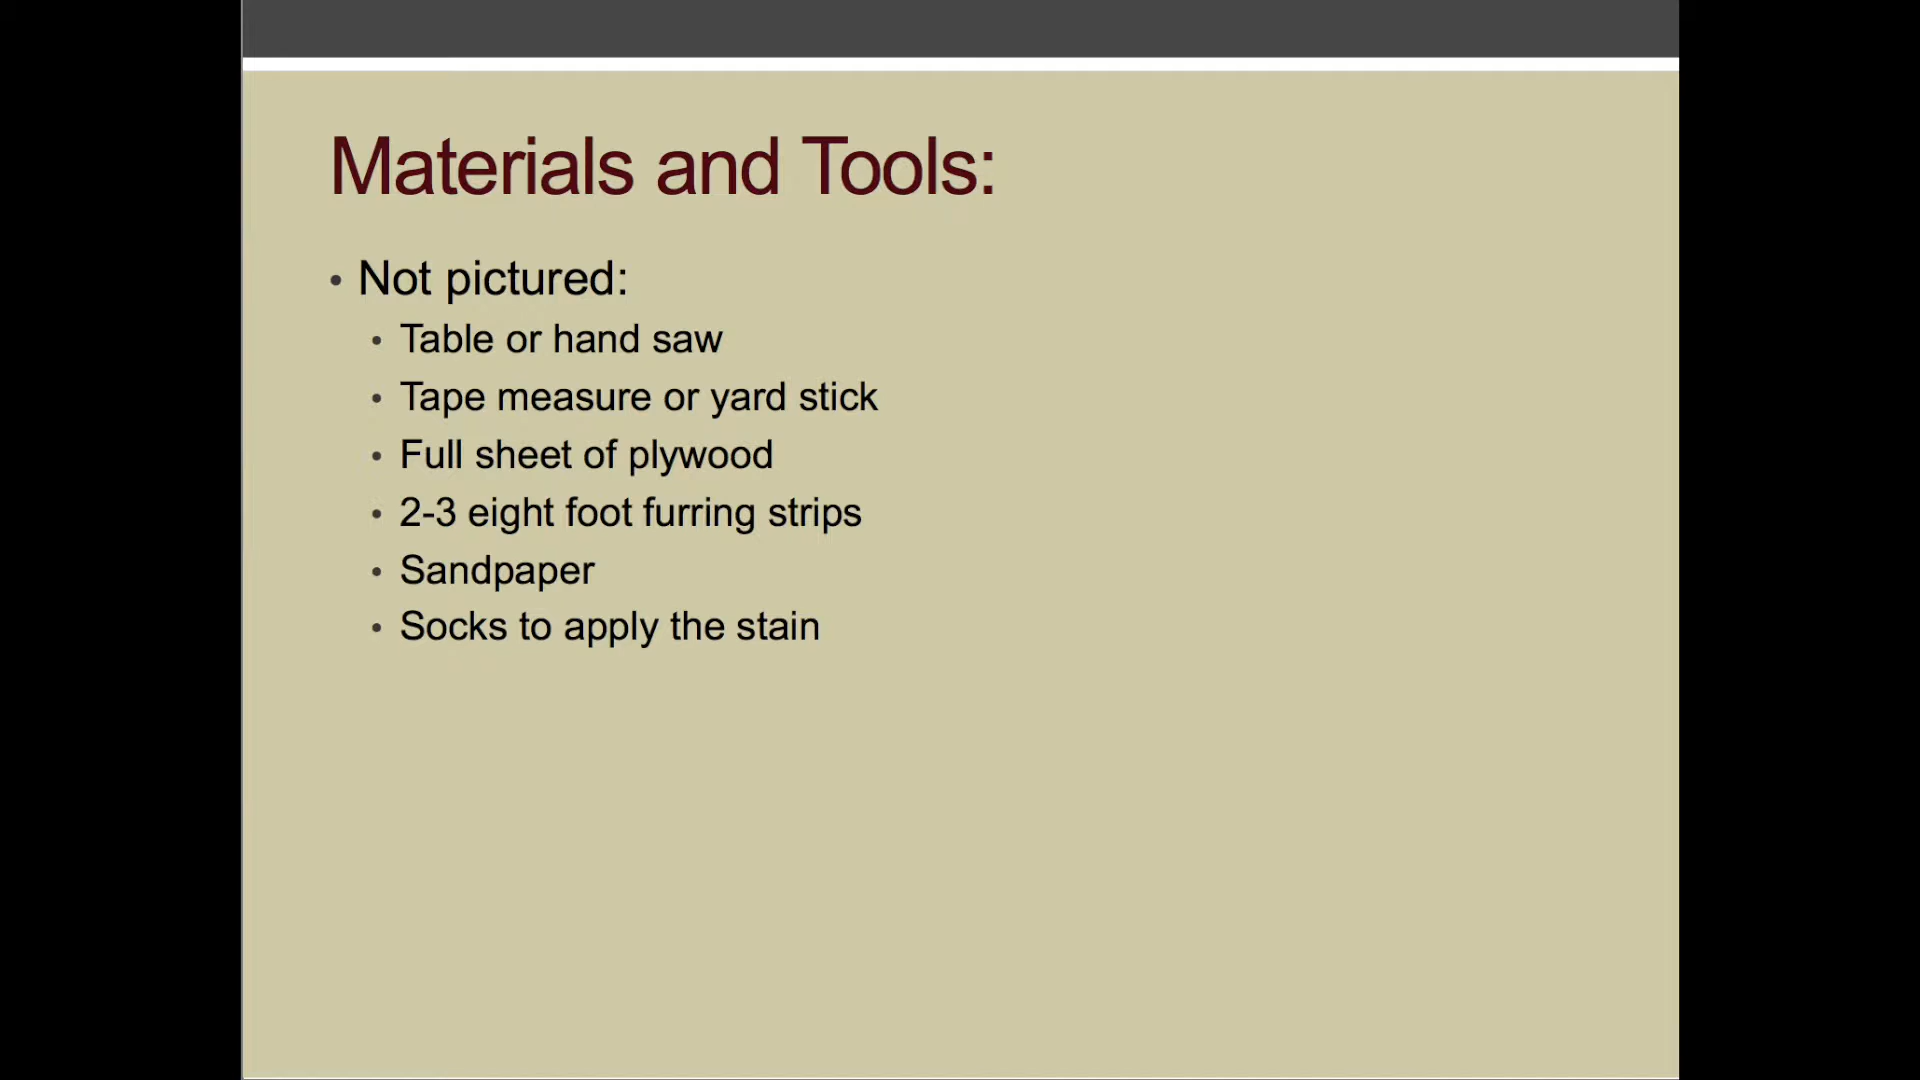 Materials and Tools:
• Not pictured:
• Table or hand saw
• Tape measure or yard stick
• Full sheet of plywood
• 2-3 eight foot furring strips
• Sandpaper
• Socks to apply the stain